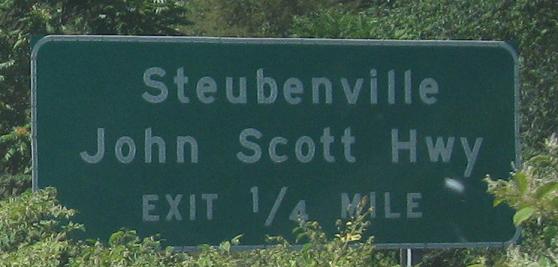 Steubenville
John Scott Hwy
EXIT 1/4 MILE